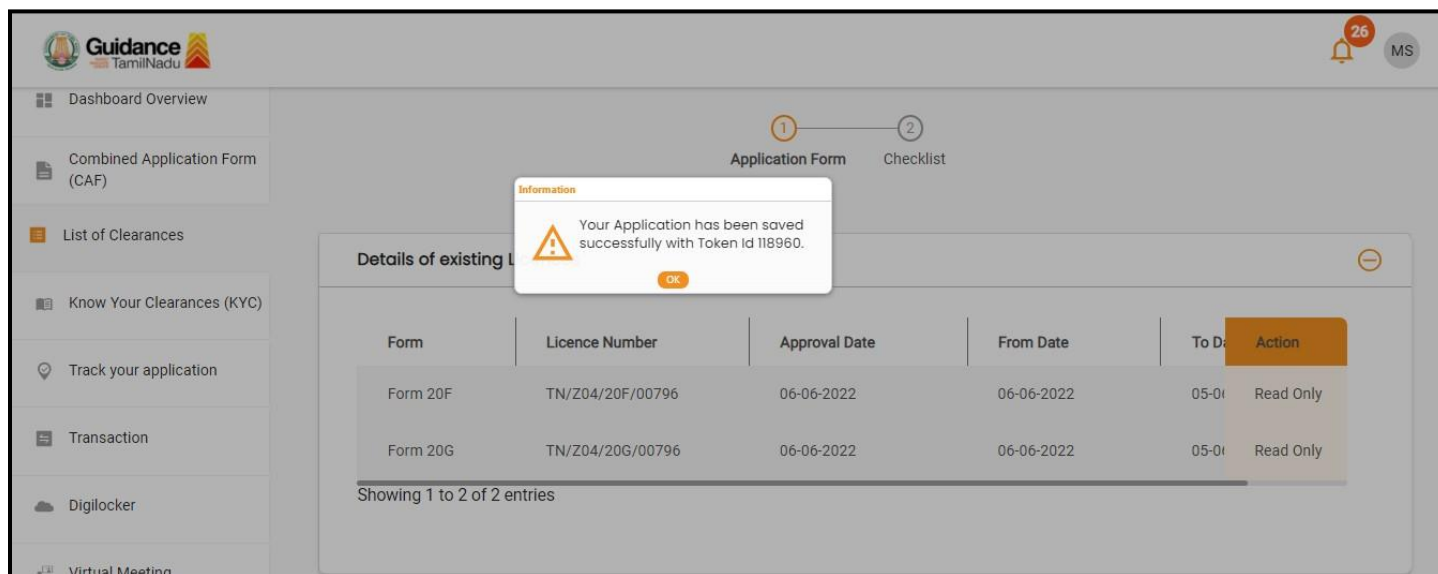 Guidance
TamilNadu
26
MS
Dashboard Overview
Combined Application Form
(CAF)
List of Clearances
Know Your Clearances (KYC)
Track your application
Transaction
Digilocker
Virtual Meeting
1
2
Application Form
Checklist
Information
Your Application has been saved
successfully with Token Id 118960.
OK
Details of existing L
Form Licence Number Approval Date From Date To Da Action
Form 20F TN/Z04/20F/00796 06-06-2022 06-06-2022 05-0 Read Only
Form 20G TN/Z04/20G/00796 06-06-2022 06-06-2022 05-0 Read Only
Showing 1 to 2 of 2 entries